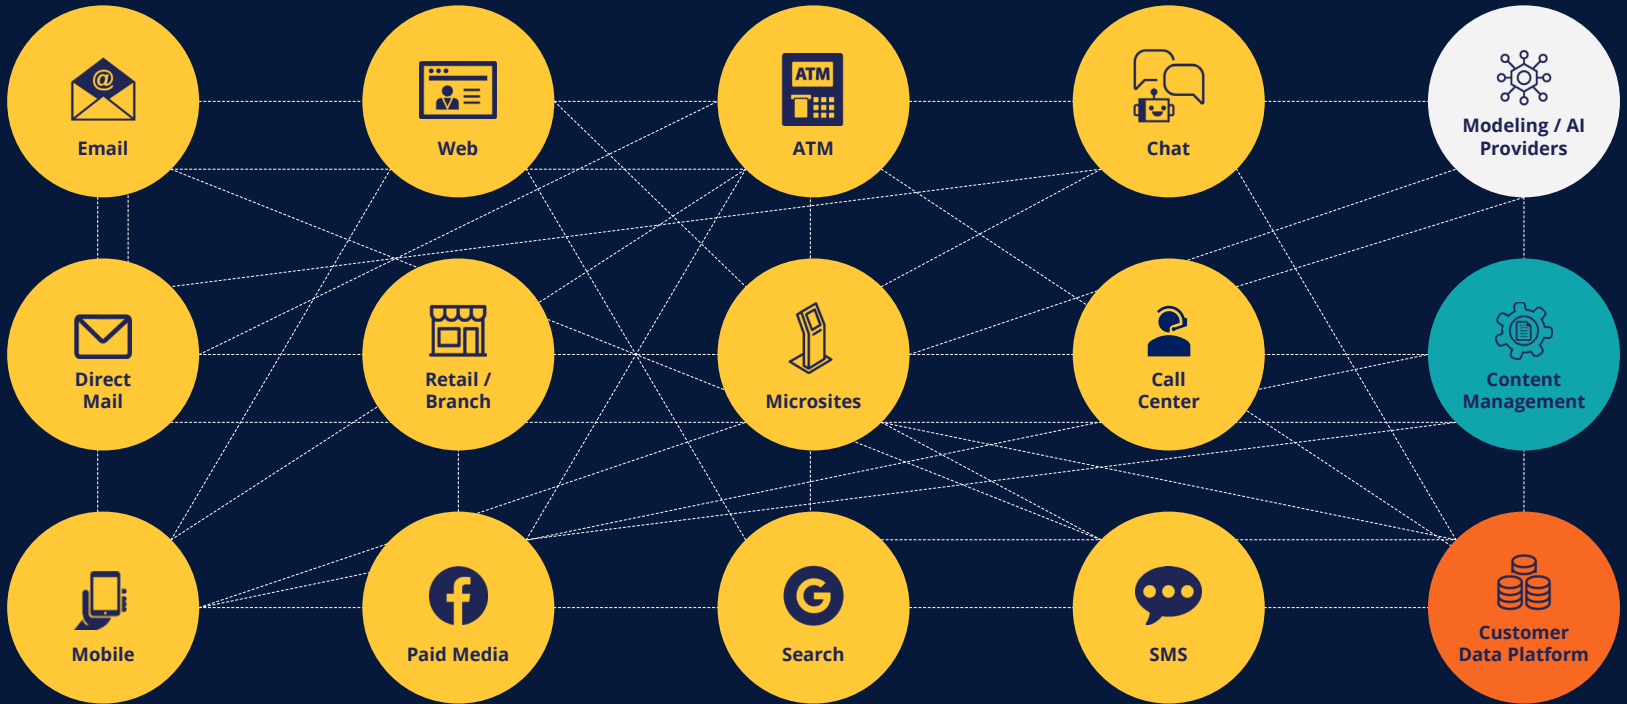 @
Email
Web
ATM
ATM
Chat
Modeling / AI
Providers
Direct
Mail
Retail /
Branch
Microsites
Call
Center
Content
Management
Mobile
f
Paid Media
G
Search
SMS
Customer
Data Platform